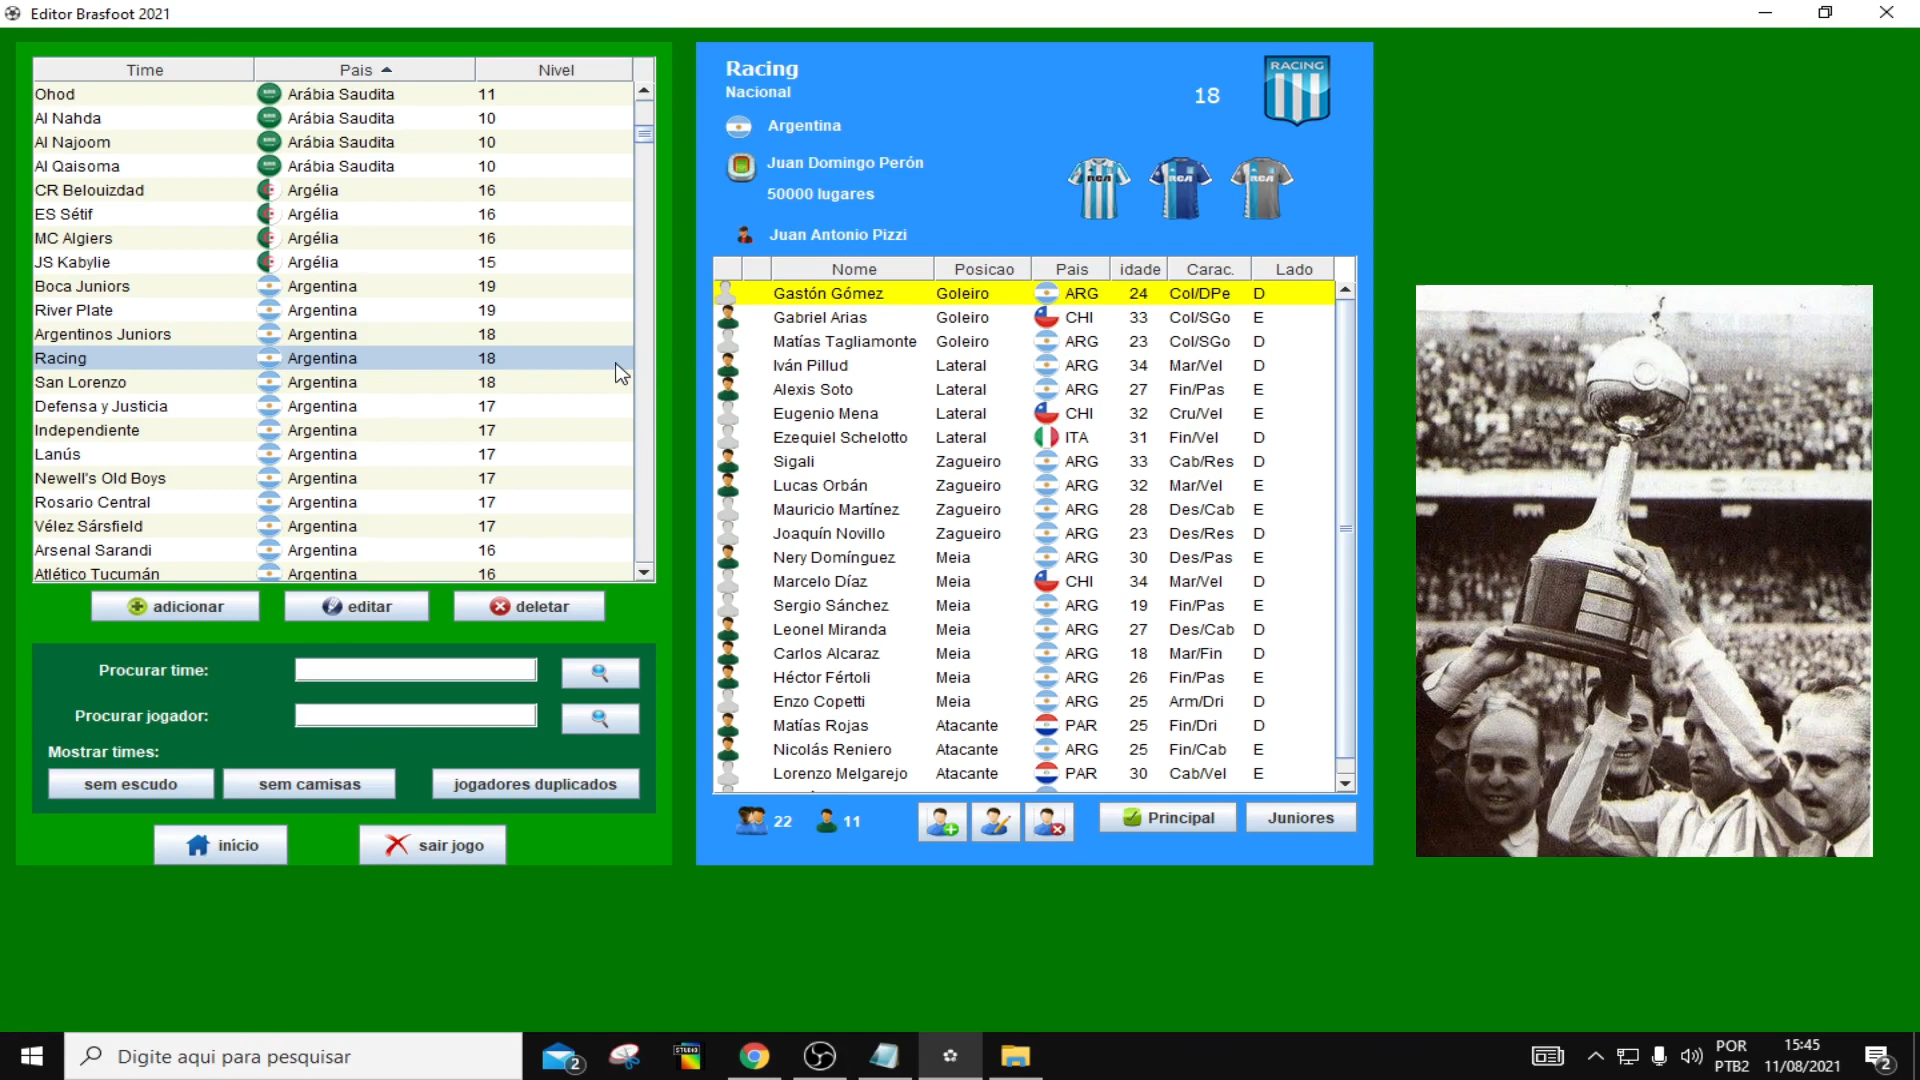 Editor Brasfoot 2021
Time Pais Nivel
Ohod Arábia Saudita 11
Al Nahda Arábia Saudita 10
Al Najoom Arábia Saudita 10
Al Qaisoma Arábia Saudita 10
CR Belouizdad Argélia 16
ES Sétif Argélia 16
MC Algiers Argélia 16
JS Kabylie Argélia 15
Boca Juniors Argentina 19
River Plate Argentina 19
Argentinos Juniors Argentina 18
Racing Argentina 18
San Lorenzo Argentina 18
Defensa y Justicia Argentina 17
Independiente Argentina 17
Lanús Argentina 17
Newell's Old Boys Argentina 17
Rosario Central Argentina 17
Vélez Sársfield Argentina 17
Arsenal Sarandi Argentina 16
Atlético Tucumán Argentina 16
adicionar editar deletar
Procurar time:
Procurar jogador:
Mostrar times:
sem escudo sem camisas jogadores duplicados
início sair jogo
Racing
Nacional
18
RACING
Argentina
Juan Domingo Perón
50000 lugares
RCA RCA RCA
Juan Antonio Pizzi
Nome Posicao Pais idade Carac. Lado
Gastón Gómez Goleiro ARG 24 Col/DPe D
Gabriel Arias Goleiro CHI 33 Col/SGo E
Matías Tagliamonte Goleiro ARG 23 Col/SGo D
Iván Pillud Lateral ARG 34 Mar/Vel D
Alexis Soto Lateral ARG 27 Fin/Pas E
Eugenio Mena Lateral CHI 32 Cru/Vel E
Ezequiel Schelotto Lateral ITA 31 Fin/Vel D
Sigali Zagueiro ARG 33 Cab/Res D
Lucas Orbán Zagueiro ARG 32 Mar/Vel E
Mauricio Martínez Zagueiro ARG 28 Des/Cab E
Joaquín Novillo Zagueiro ARG 23 Des/Res D
Nery Domínguez Meia ARG 30 Des/Pas E
Marcelo Díaz Meia CHI 34 Mar/Vel D
Sergio Sánchez Meia ARG 19 Fin/Pas E
Leonel Miranda Meia ARG 27 Des/Cab D
Carlos Alcaraz Meia ARG 18 Mar/Fin D
Héctor Fértoli Meia ARG 26 Fin/Pas E
Enzo Copetti Meia ARG 25 Arm/Dri D
Matías Rojas Atacante PAR 25 Fin/Dri D
Nicolás Reniero Atacante ARG 25 Fin/Cab E
Lorenzo Melgarejo Atacante PAR 30 Cab/Vel E
22 11 Principal Juniores
Digite aqui para pesquisar
2
STUDIO
POR
PTB2
15:45
11/08/2021
2